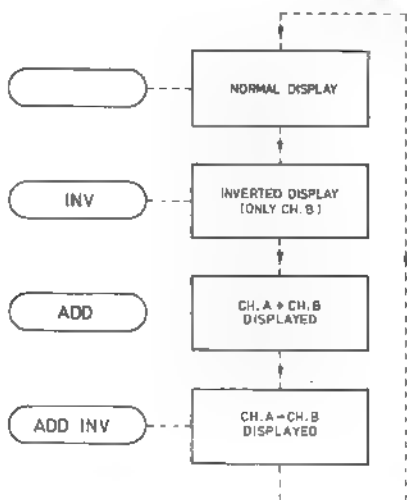 NORMAL DISPLAY
INV
INVERTED DISPLAY
(ONLY CH. B)
ADD
CH.A + CH.B
DISPLAYED
ADD INV
CH.A - CH.B
DISPLAYED